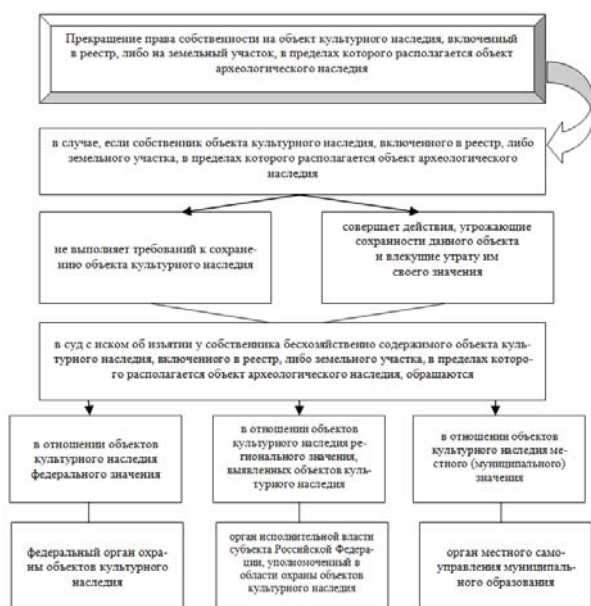 Прекращение права собственности на объект культурного наследия, включенный
в реестр, либо на земельный участок, в пределах которого располагается объект
археологического наследия
в случае, если собственник объекта культурного наследия, включенного в реестр, либо
земельного участка, в пределах которого располагается объект археологического
наследия
не выполняет требований к сохране-
нию объекта культурного наследия
совершает действия, угрожающие
сохранности данного объекта
и влекущие утрату им
своего значения
в суд с иском об изъятии у собственника бесхозяйственно содержимого объекта куль-
турного наследия, включенного в реестр, либо земельного участка, в пределах которо-
го располагается объект археологического наследия, обращаются
в отношении объектов
культурного наследия
федерального значения
в отношении объектов
культурного наследия ре-
гионального значения,
выявленных объектов куль-
турного наследия
в отношении объектов
культурного наследия мест-
ного (муниципального)
значения
федеральный орган охра-
ны объектов культурного
наследия
орган исполнительной власти
субъекта Российской Федера-
ции, уполномоченный в
области охраны объектов
культурного наследия
орган местного само-
управления муниципаль-
ного образования